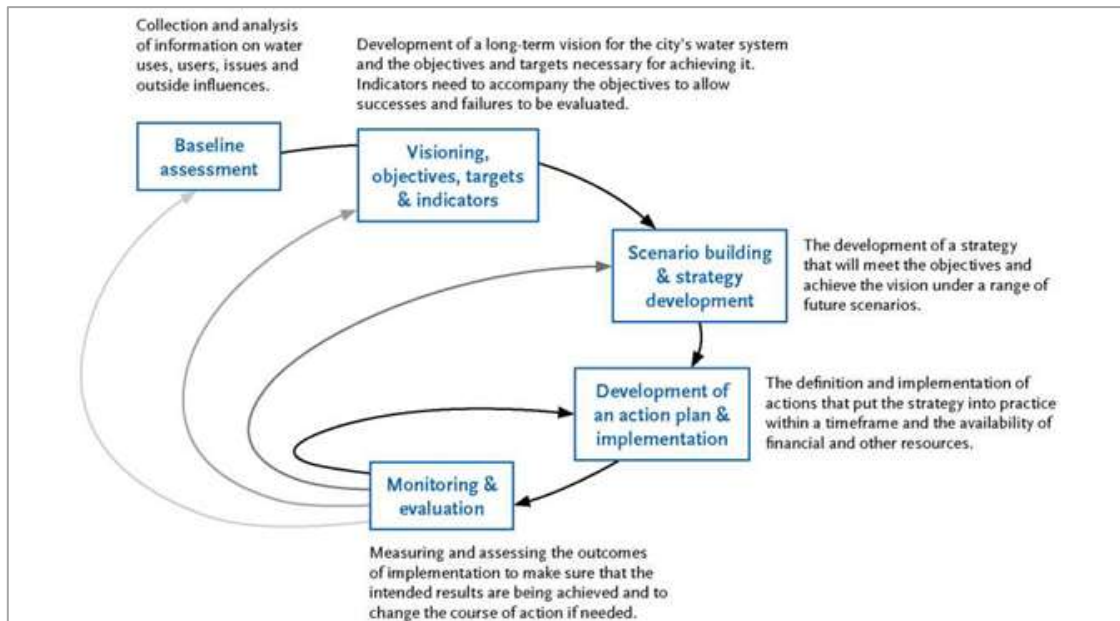 Collection and analysis
of information on water
uses, users, issues and
outside influences.
Development of a long-term vision for the city's water system
and the objectives and targets necessary for achieving it.
Indicators need to accompany the objectives to allow
successes and failures to be evaluated.
Baseline
assessment
Visioning,
objectives, targets
& indicators
Scenario building
& strategy
development
The development of a strategy
that will meet the objectives and
achieve the vision under a range of
future scenarios.
Development of
an action plan &
implementation
The definition and implementation of
actions that put the strategy into practice
within a timeframe and the availability of
financial and other resources.
Monitoring &
evaluation
Measuring and assessing the outcomes
of implementation to make sure that the
intended results are being achieved and to
change the course of action if needed.